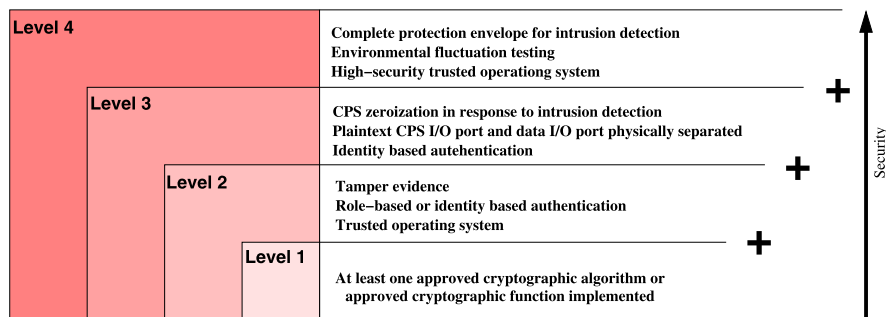 Level 4
Complete protection envelope for intrusion detection
Environmental fluctuation testing
High−security trusted operationg system
+
Level 3
CPS zeroization in response to intrusion detection
Plaintext CPS I/O port and data I/O port physically separated
Identity based autehentication
+
Level 2
Tamper evidence
Role-based or identity based authentication
Trusted operating system
+
Level 1
At least one approved cryptographic algorithm or
approved cryptographic function implemented
Security